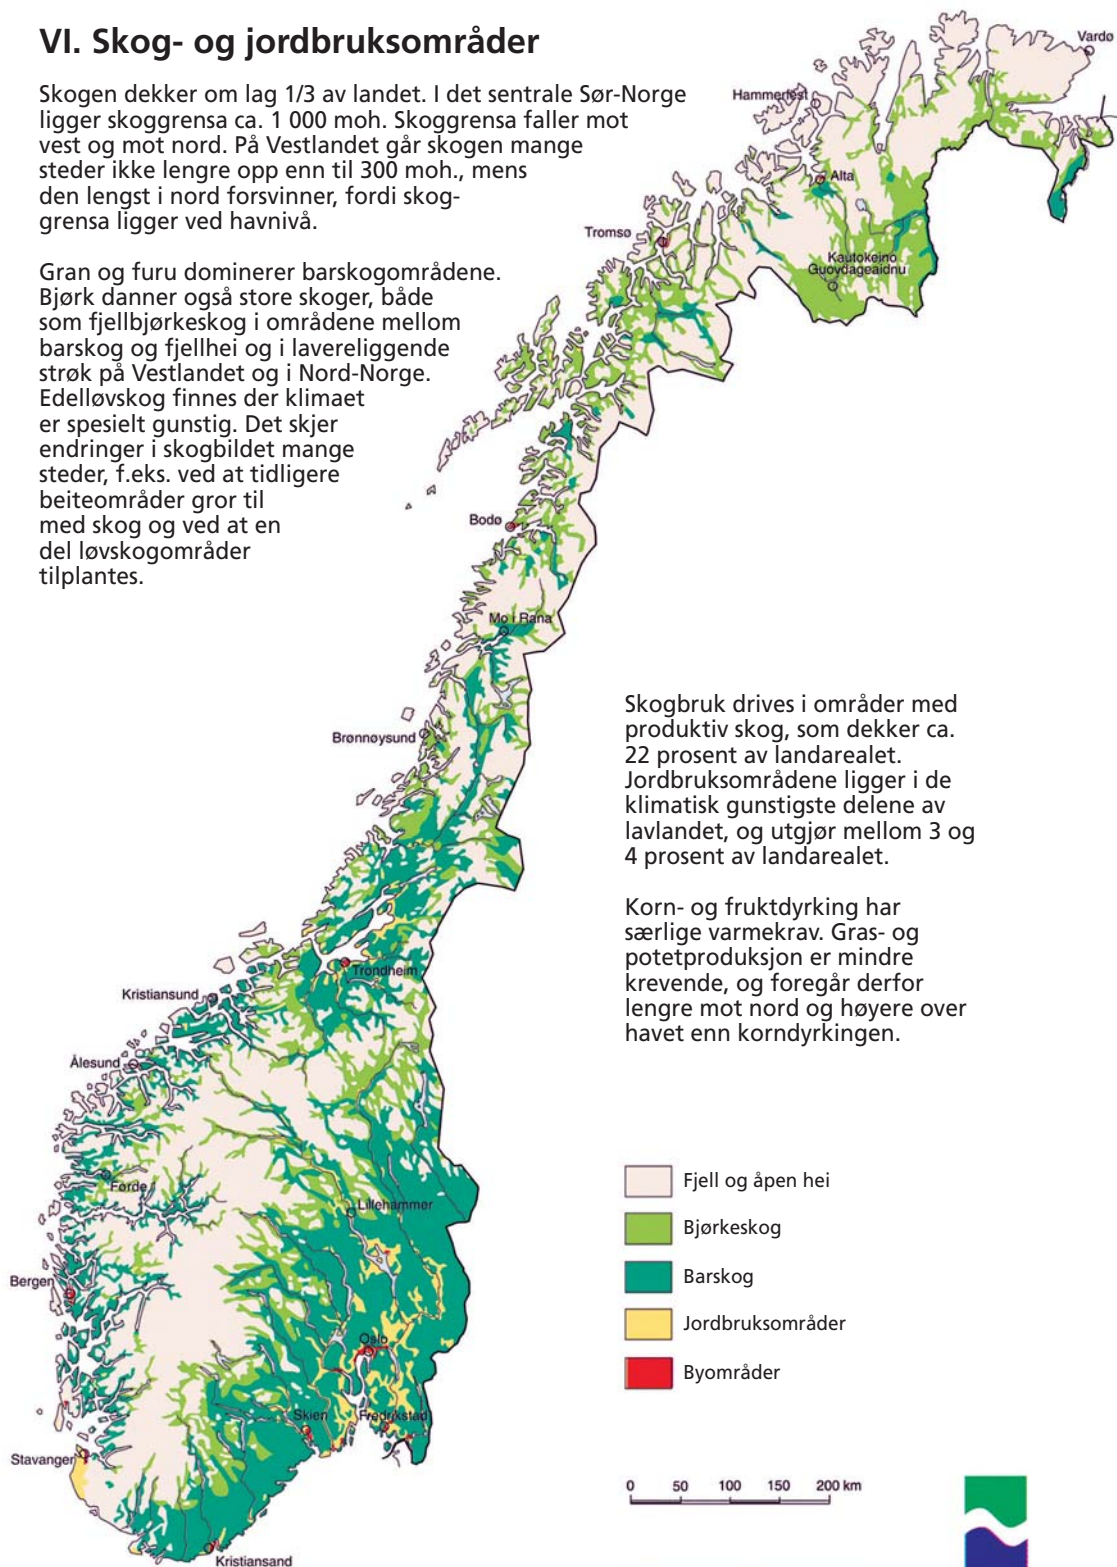 VI. Skog- og jordbruksområder
Skogen dekker om lag 1/3 av landet. I det sentrale Sør-Norge
ligger skoggrensa ca. 1 000 moh. Skoggrensa faller mot
vest og mot nord. På Vestlandet går skogen mange
steder ikke lengre opp enn til 300 moh., mens
den lengst i nord forsvinner, fordi skog-
grensa ligger ved havnivå.
Gran og furu dominerer barskogområdene.
Bjørk danner også store skoger, både
som fjellbjørkeskog i områdene mellom
barskog og fjellhei og i lavereliggende
strøk på Vestlandet og i Nord-Norge.
Edelløvskog finnes der klimaet
er spesielt gunstig. Det skjer
endringer i skogbildet mange
steder, f.eks. ved at tidligere
beiteområder gror til
med skog og ved at en
del løvskogområder
tilplantes.
Vardø
Hammerfest
Alta
Tromsø
Kautokeino
Guovdageaidnu
Bodø
Mo i Rana
Brønnøysund
Skogbruk drives i områder med
produktiv skog, som dekker ca.
22 prosent av landarealet.
Jordbruksområdene ligger i de
klimatisk gunstigste delene av
lavlandet, og utgjør mellom 3 og
4 prosent av landarealet.
Korn- og fruktdyrking har
særlige varmekrav. Gras- og
potetproduksjon er mindre
krevende, og foregår derfor
lengre mot nord og høyere over
havet enn korndyrkingen.
Trondheim
Kristiansund
Ålesund
Førde
Lillehammer
Bergen
Oslo
Skien
Fredrikstad
Stavanger
Kristiansand
Fjell og åpen hei
Bjørkeskog
Barskog
Jordbruksområder
Byområder
0 50 100 150 200 km